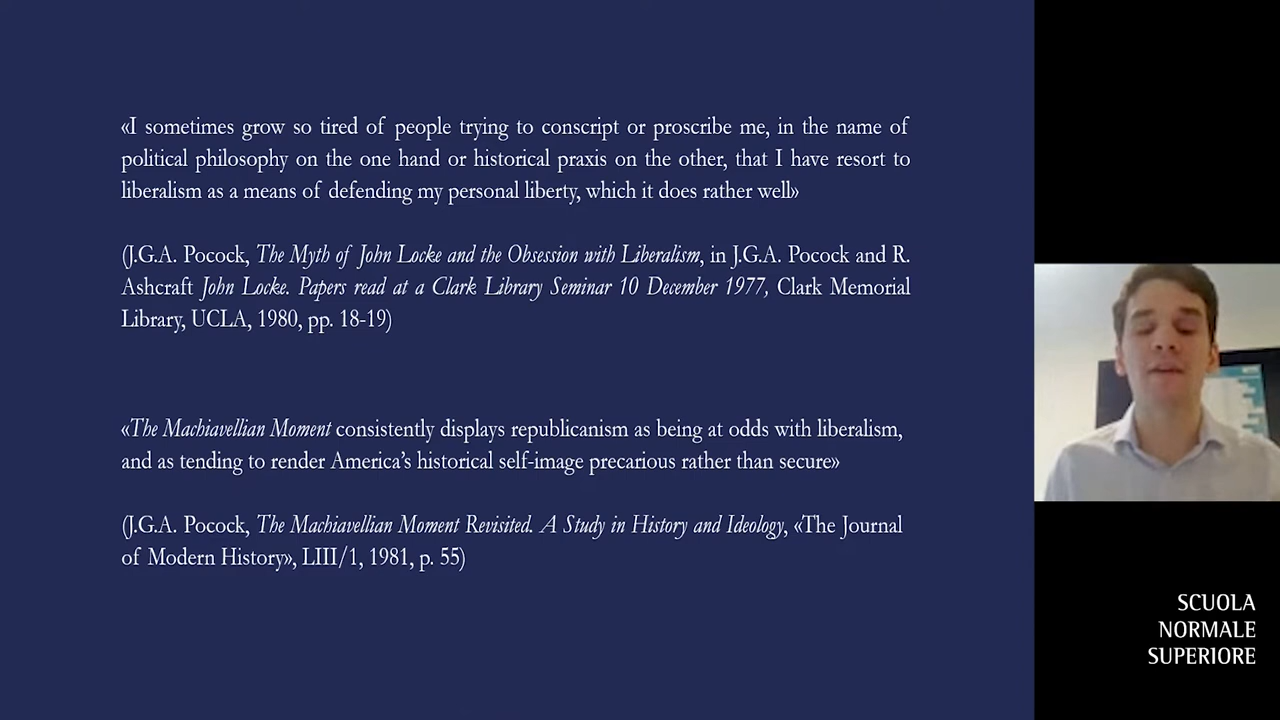 «I sometimes grow so tired of people trying to conscript or proscribe me, in the name of
political philosophy on the one hand or historical praxis on the other, that I have resort to
liberalism as a means of defending my personal liberty, which it does rather well»
(J.G.A. Pocock, The Myth of John Locke and the Obsession with Liberalism, in J.G.A. Pocock and R.
Ashcraft John Locke. Papers read at a Clark Library Seminar 10 December 1977, Clark Memorial
Library, UCLA, 1980, pp. 18-19)
«The Machiavellian Moment consistently displays republicanism as being at odds with liberalism,
and as tending to render America’s historical self-image precarious rather than secure»
(J.G.A. Pocock, The Machiavellian Moment Revisited. A Study in History and Ideology, «The Journal
of Modern History», LIII/1, 1981, p. 55)
SCUOLA
NORMALE
SUPERIORE